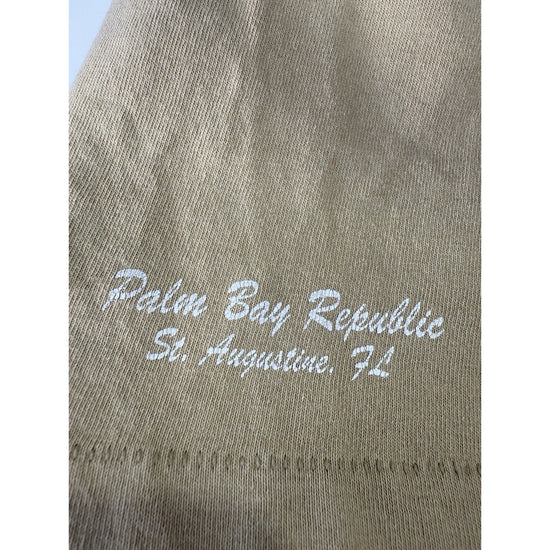 Palm Bay Republic
St. Augustine, FL